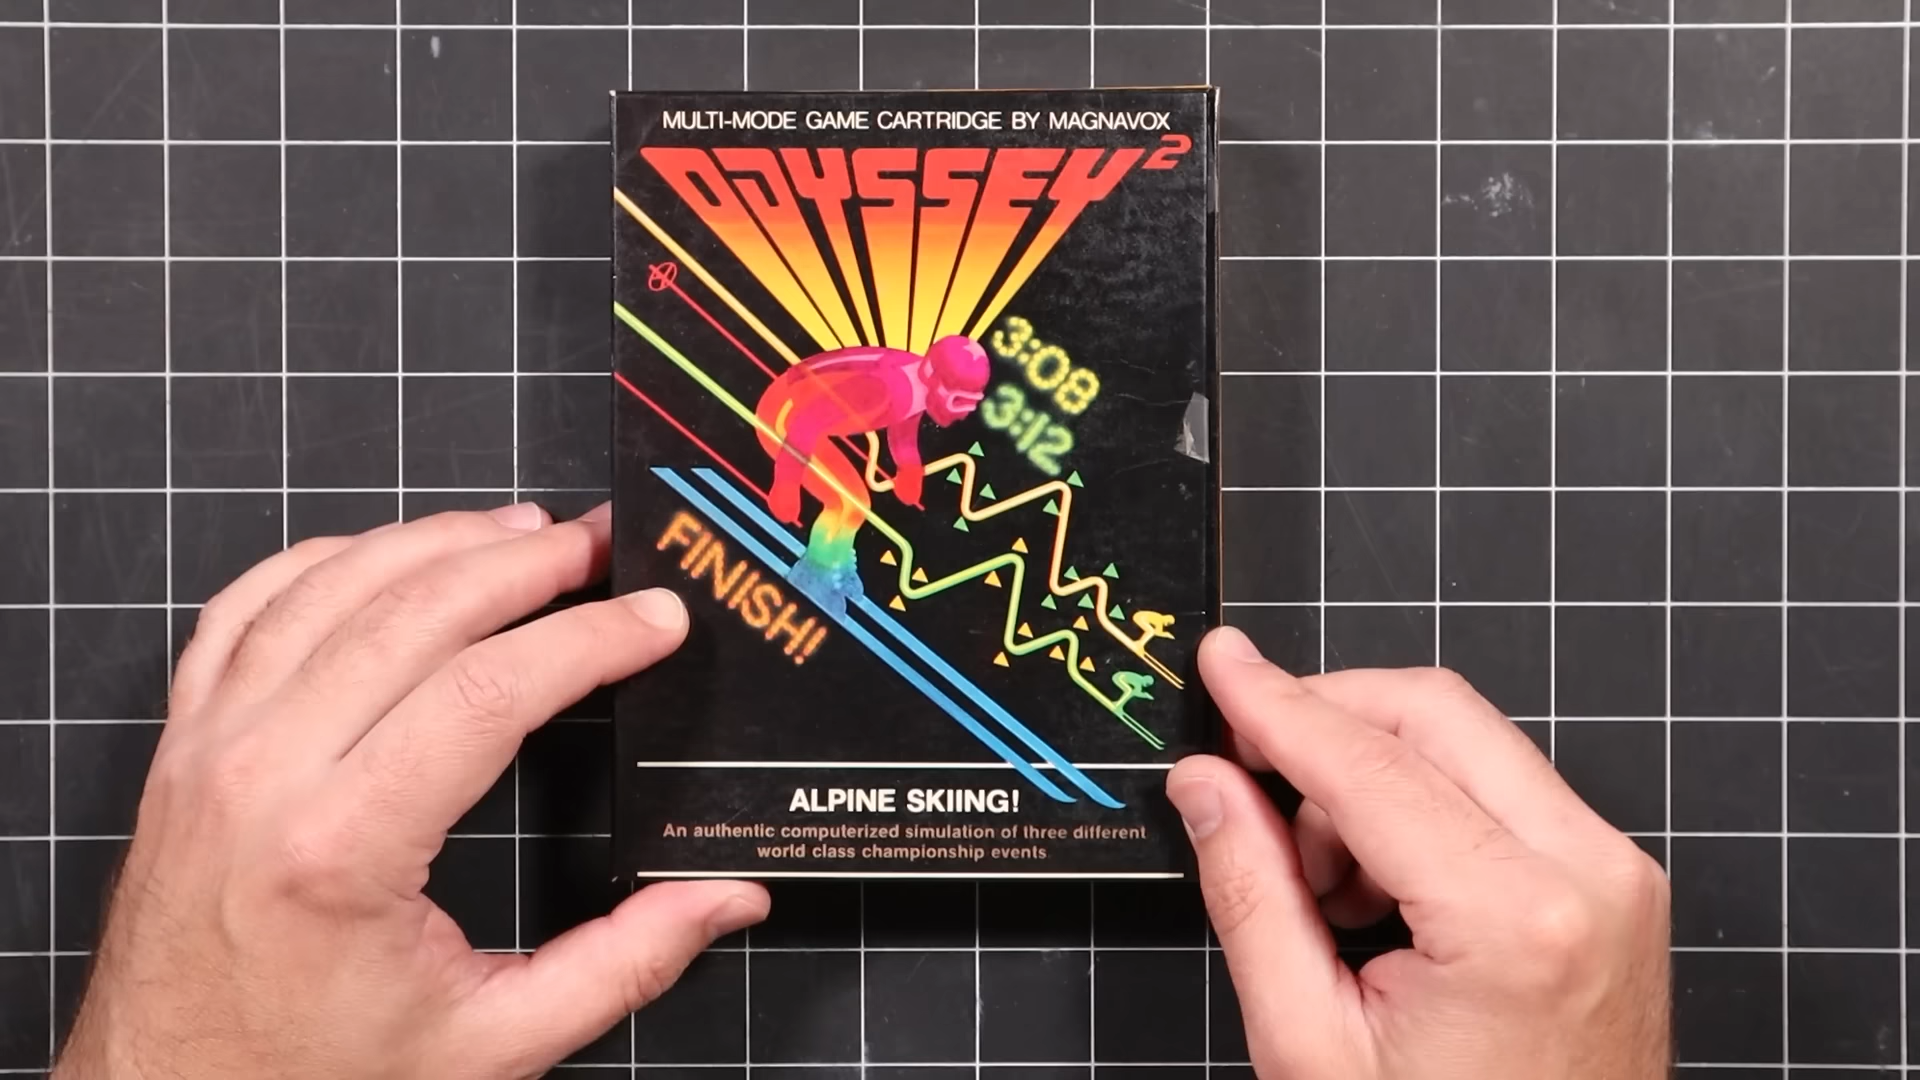 MULTI-MODE GAME CARTRIDGE BY MAGNAVOX
ODYSSEY²
3:08
3:12
FINISH!
ALPINE SKIING!
An authentic computerized simulation of three different
world class championship events.